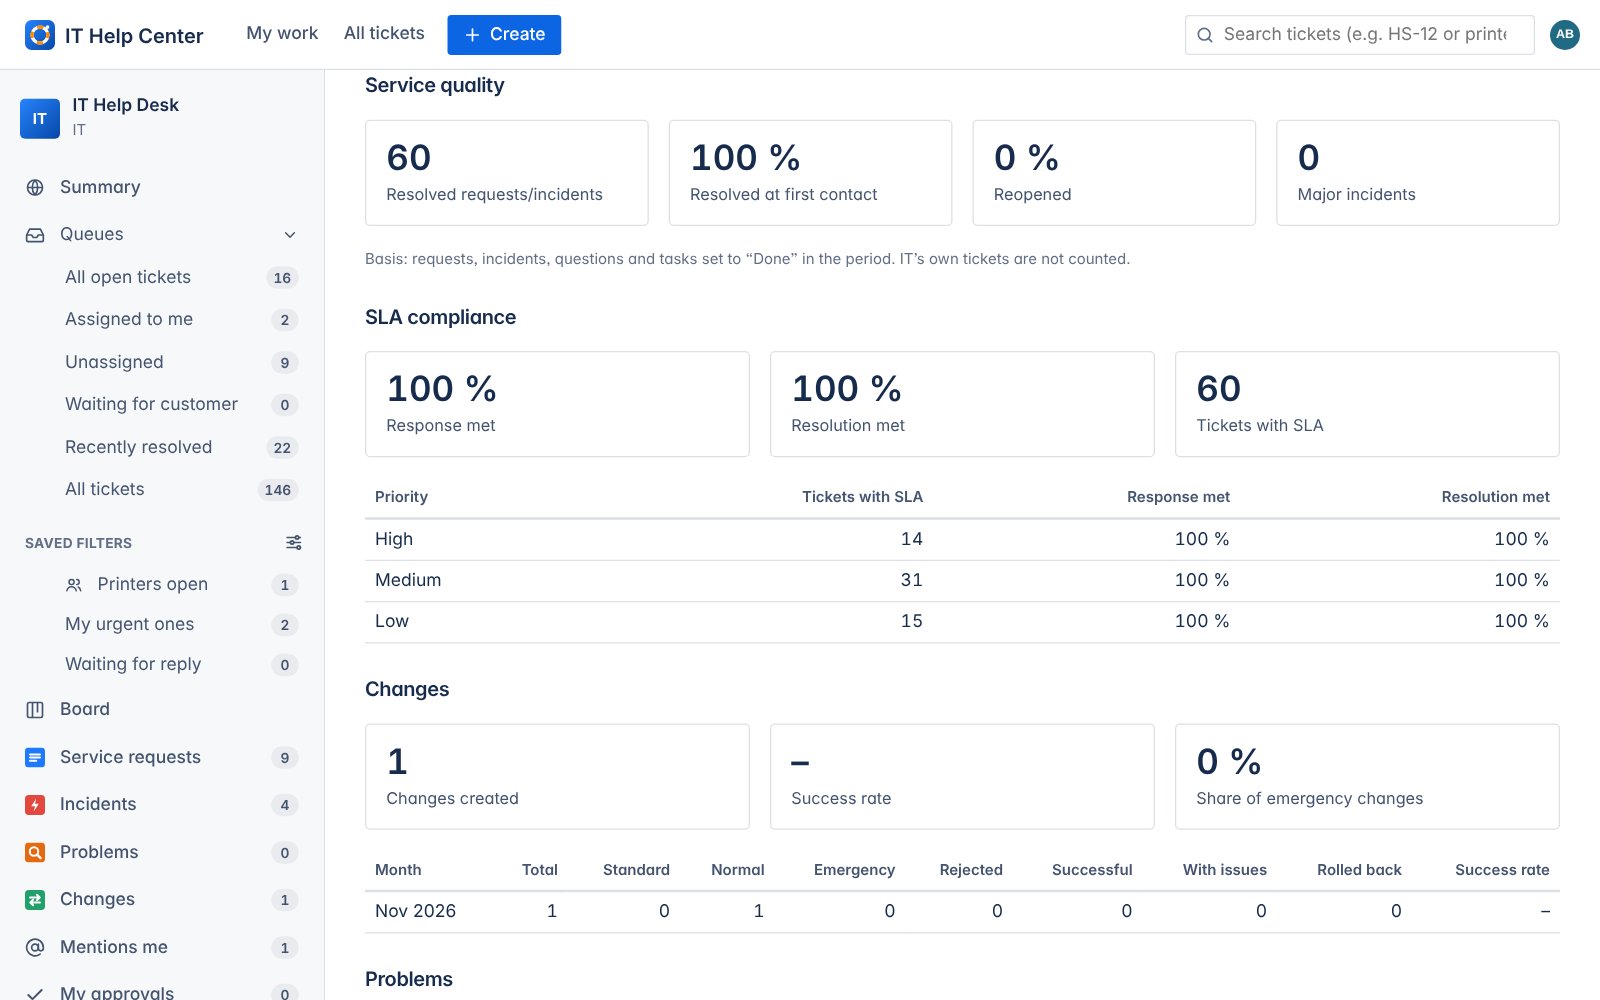 IT Help Center
My work
All tickets
Create
Search tickets (e.g. HS-12 or printe
AB
IT
IT Help Desk
IT
Summary
Queues
All open tickets 16
Assigned to me 2
Unassigned 9
Waiting for customer 0
Recently resolved 22
All tickets 146
SAVED FILTERS
Printers open 1
My urgent ones 2
Waiting for reply 0
Board
Service requests 9
Incidents 4
Problems 0
Changes 1
Mentions me 1
My approvals 0
Service quality
60
Resolved requests/incidents
100 %
Resolved at first contact
0 %
Reopened
0
Major incidents
Basis: requests, incidents, questions and tasks set to “Done” in the period. IT’s own tickets are not counted.
SLA compliance
100 %
Response met
100 %
Resolution met
60
Tickets with SLA
Priority Tickets with SLA Response met Resolution met
High 14 100 % 100 %
Medium 31 100 % 100 %
Low 15 100 % 100 %
Changes
1
Changes created
–
Success rate
0 %
Share of emergency changes
Month Total Standard Normal Emergency Rejected Successful With issues Rolled back Success rate
Nov 2026 1 0 1 0 0 0 0 0 –
Problems